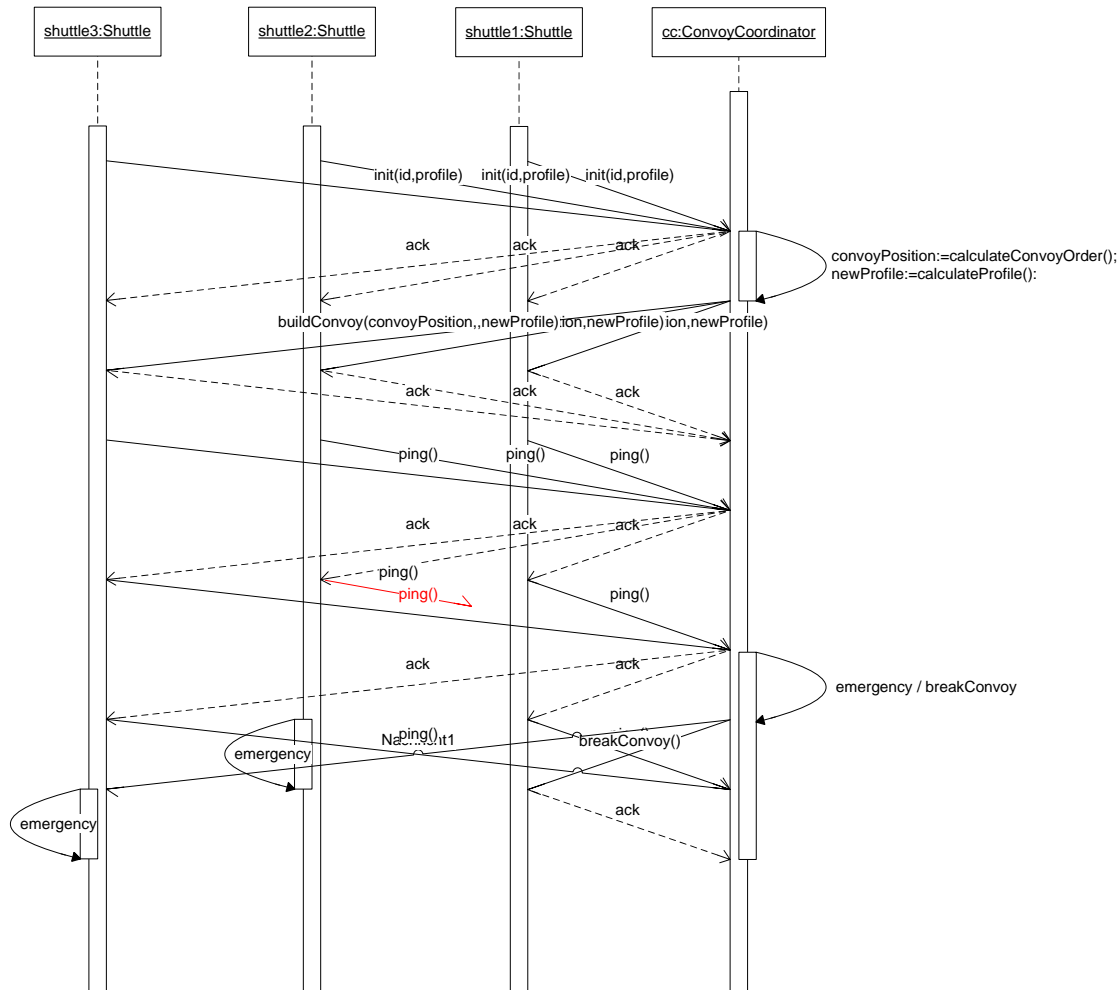 shuttle3:Shuttle
shuttle2:Shuttle
shuttle1:Shuttle
cc:ConvoyCoordinator
init(id,profile)
init(id,profile)
init(id,profile)
ack
ack
ack
convoyPosition:=calculateConvoyOrder();
newProfile:=calculateProfile():
buildConvoy(convoyPosition,,newProfile)
ion,newProfile)
ion,newProfile)
ack
ack
ack
ping()
ping()
ping()
ack
ack
ack
ping()
ping()
ping()
ack
ack
emergency / breakConvoy
ping()
breakConvoy()
emergency
emergency
ack